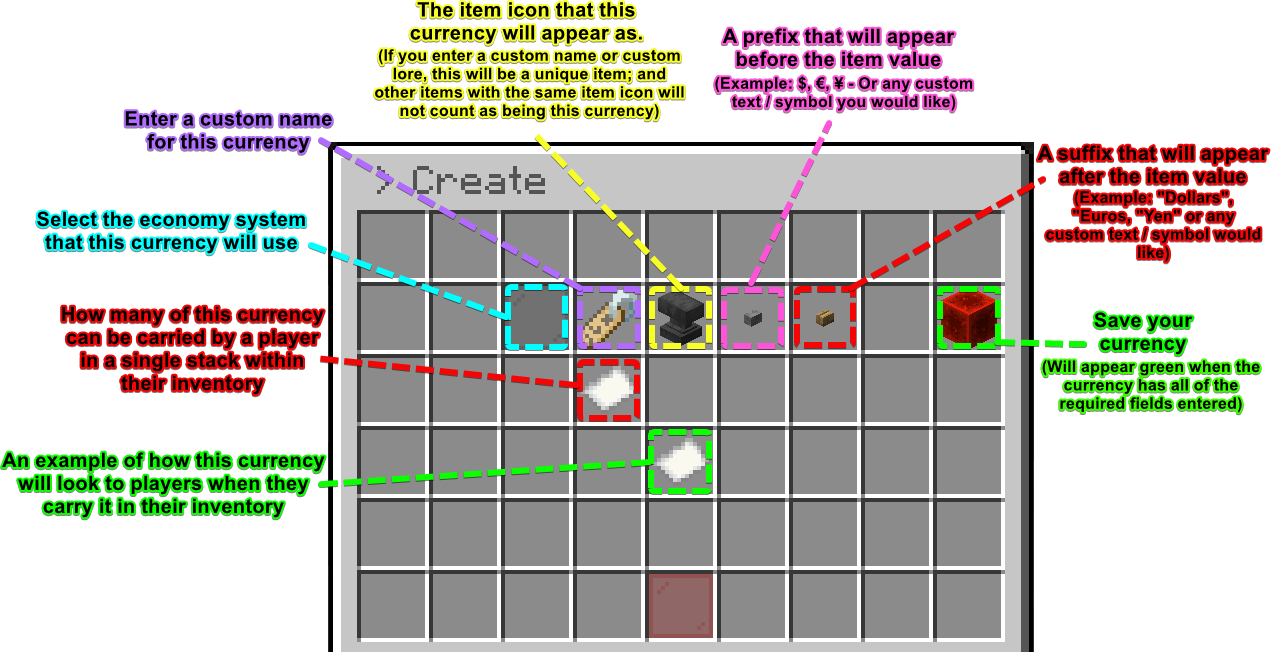 The item icon that this
currency will appear as.
(If you enter a custom name or custom
lore, this will be a unique item; and
other items with the same item icon will
not count as being this currency)
A prefix that will appear
before the item value
(Example: $, €, ¥ - Or any custom
text / symbol you would like)
Enter a custom name
for this currency
A suffix that will appear
after the item value
(Example: "Dollars",
"Euros, "Yen" or any
custom text / symbol would
like)
> Create
Select the economy system
that this currency will use
How many of this currency
can be carried by a player
in a single stack within
their inventory
Save your
currency
(Will appear green when the
currency has all of the
required fields entered)
An example of how this currency
will look to players when they
carry it in their inventory